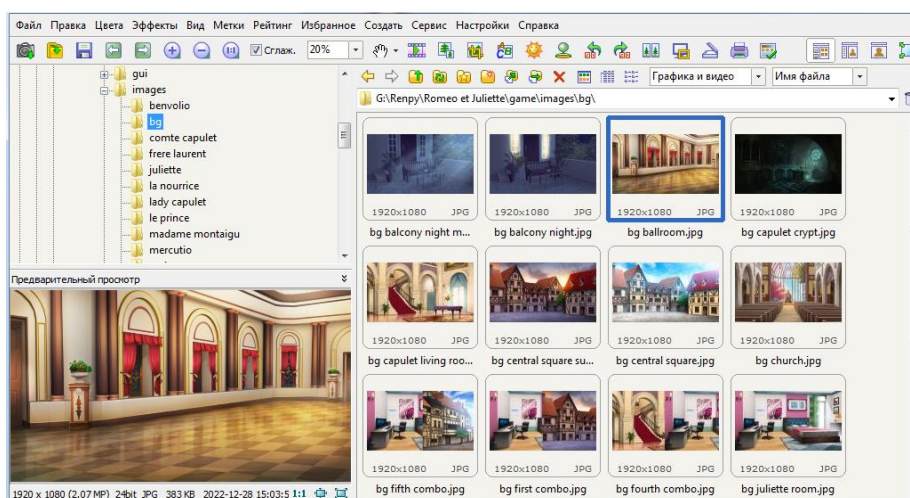 Файл Правка Цвета Эффекты Вид Метки Рейтинг Избранное Создать Сервис Настройки Справка
Сглаж. 20%
gui
images
benvolio
bg
comte capulet
frere laurent
juliette
la nourrice
lady capulet
le prince
madame montaigu
mercutio
Предварительный просмотр
1920 x 1080 (2,07 MP) 24bit JPG 383 KB 2022-12-28 15:03:5 1:1
Графика и видео Имя файла
G:\Renpy\Romeo et Juliette\game\images\bg\
1920x1080 JPG 1920x1080 JPG 1920x1080 JPG 1920x1080 JPG
bg balcony night m... bg balcony night.jpg bg ballroom.jpg bg capulet crypt.jpg
1920x1080 JPG 1920x1080 JPG 1920x1080 JPG 1920x1080 JPG
bg capulet living roo... bg central square su... bg central square.jpg bg church.jpg
1920x1080 JPG 1920x1080 JPG 1920x1080 JPG 1920x1080 JPG
bg fifth combo.jpg bg first combo.jpg bg fourth combo.jpg bg juliette room.jpg